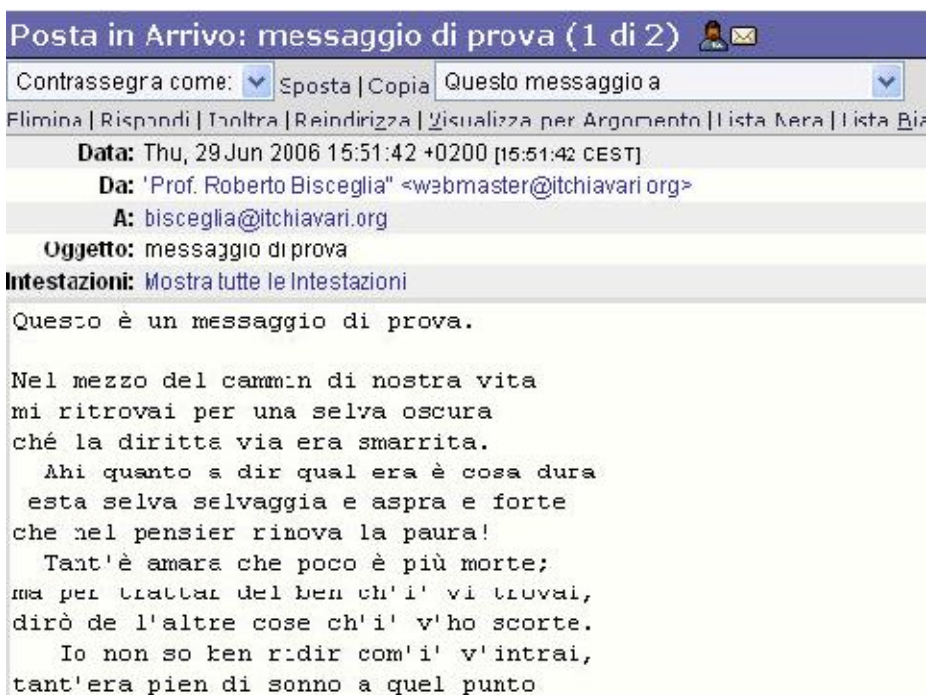 Posta in Arrivo: messaggio di prova (1 di 2)
Contrassegna come: Sposta | Copia Questo messaggio a
Elimina | Rispondi | Inoltra | Reindirizza | Visualizza per Argomento | Lista Nera | Lista Bia
Data: Thu, 29 Jun 2006 15:51:42 +0200 [15:51:42 CEST]
Da: "Prof. Roberto Bisceglia" <webmaster@itchiavari.org>
A: bisceglia@itchiavari.org
Oggetto: messaggio di prova
Intestazioni: Mostra tutte le Intestazioni
Questo è un messaggio di prova.
Nel mezzo del cammin di nostra vita
mi ritrovai per una selva oscura
ché la diritta via era smarrita.
Ahi quanto a dir qual era è cosa dura
esta selva selvaggia e aspra e forte
che nel pensier rinova la paura!
Tant'è amara che poco è più morte;
ma per trattar del ben ch'i' vi trovai,
dirò de l'altre cose ch'i' v'ho scorte.
Io non so ben ridir com'i' v'intrai,
tant'era pien di sonno a quel punto